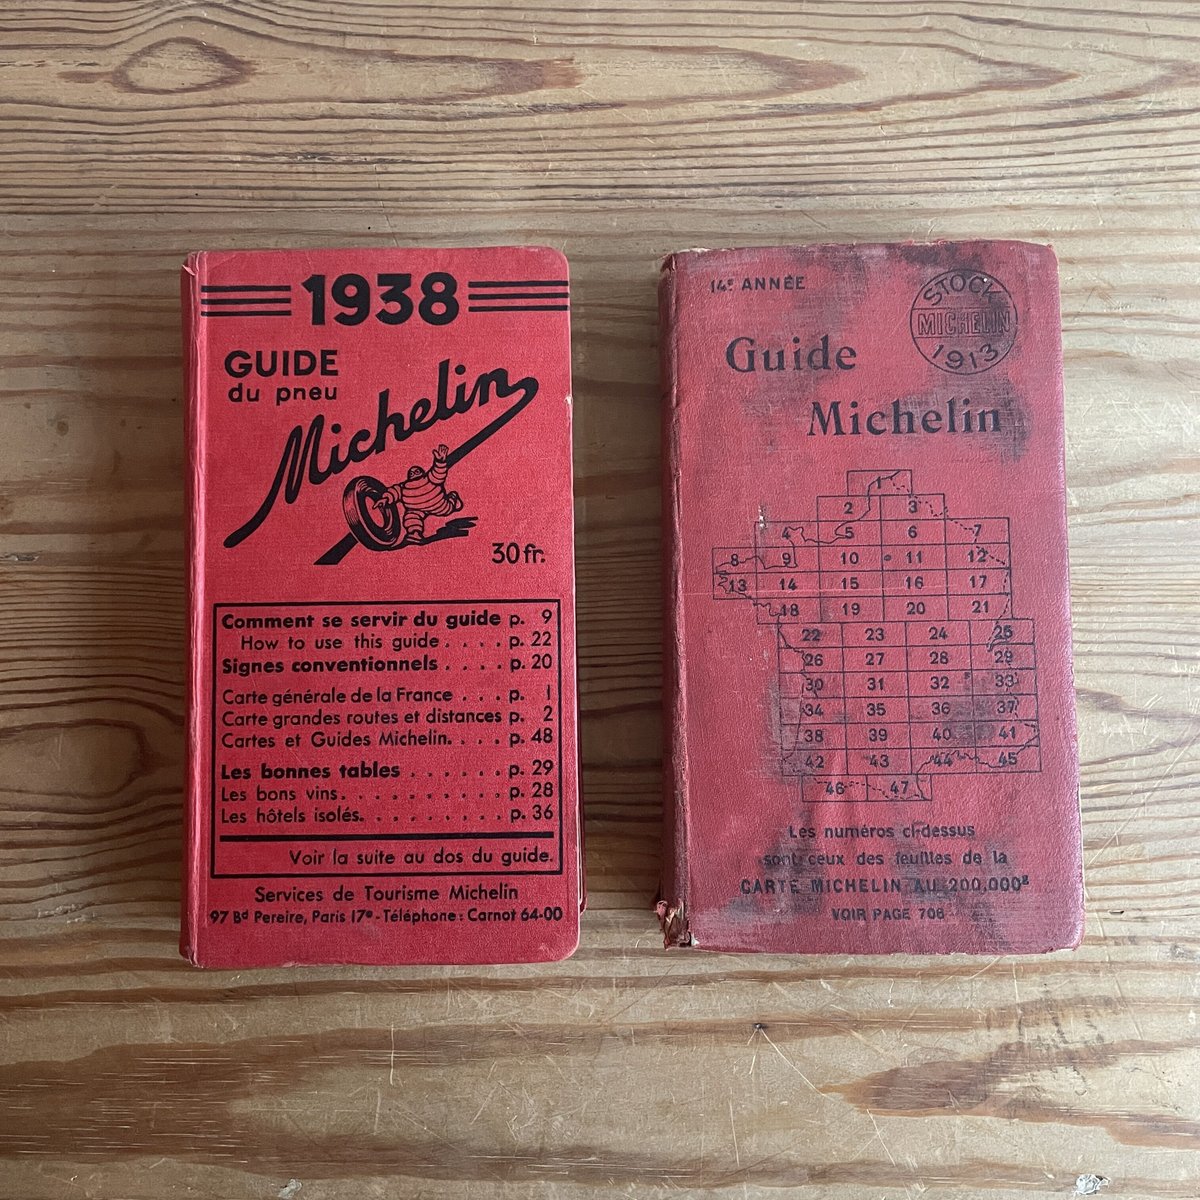 1938
GUIDE
du pneu
Michelin
30 fr.
Comment se servir du guide p. 9
How to use this guide . . . . p. 22
Signes conventionnels . . . . p. 20
Carte générale de la France . . . p. 1
Carte grandes routes et distances p. 2
Cartes et Guides Michelin. . . . p. 48
Les bonnes tables . . . . . . p. 29
Les bons vins. . . . . . . . . . p. 28
Les hôtels isolés. . . . . . . . . p. 36
Voir la suite au dos du guide.
Services de Tourisme Michelin
97 Bd Pereire, Paris 17e - Téléphone : Carnot 64-00
14e ANNÉE
STOCK
MICHELIN
1913
Guide
Michelin
1
2 3
4 5 6 7
8 9 10 11 12
13 14 15 16 17
18 19 20 21
22 23 24 25
26 27 28 29
30 31 32 33
34 35 36 37
38 39 40 41
42 43 44 45
46 47
Les numéros ci-dessus
sont ceux des feuilles de la
CARTE MICHELIN AU 200,000e
VOIR PAGE 706